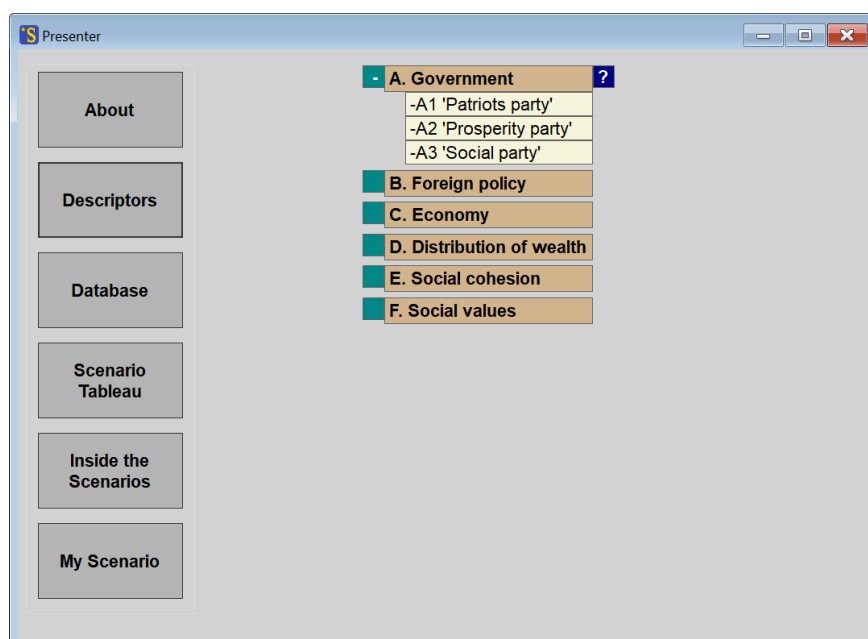 Presenter
About
Descriptors
Database
Scenario
Tableau
Inside the
Scenarios
My Scenario
- A. Government ?
-A1 'Patriots party'
-A2 'Prosperity party'
-A3 'Social party'
B. Foreign policy
C. Economy
D. Distribution of wealth
E. Social cohesion
F. Social values